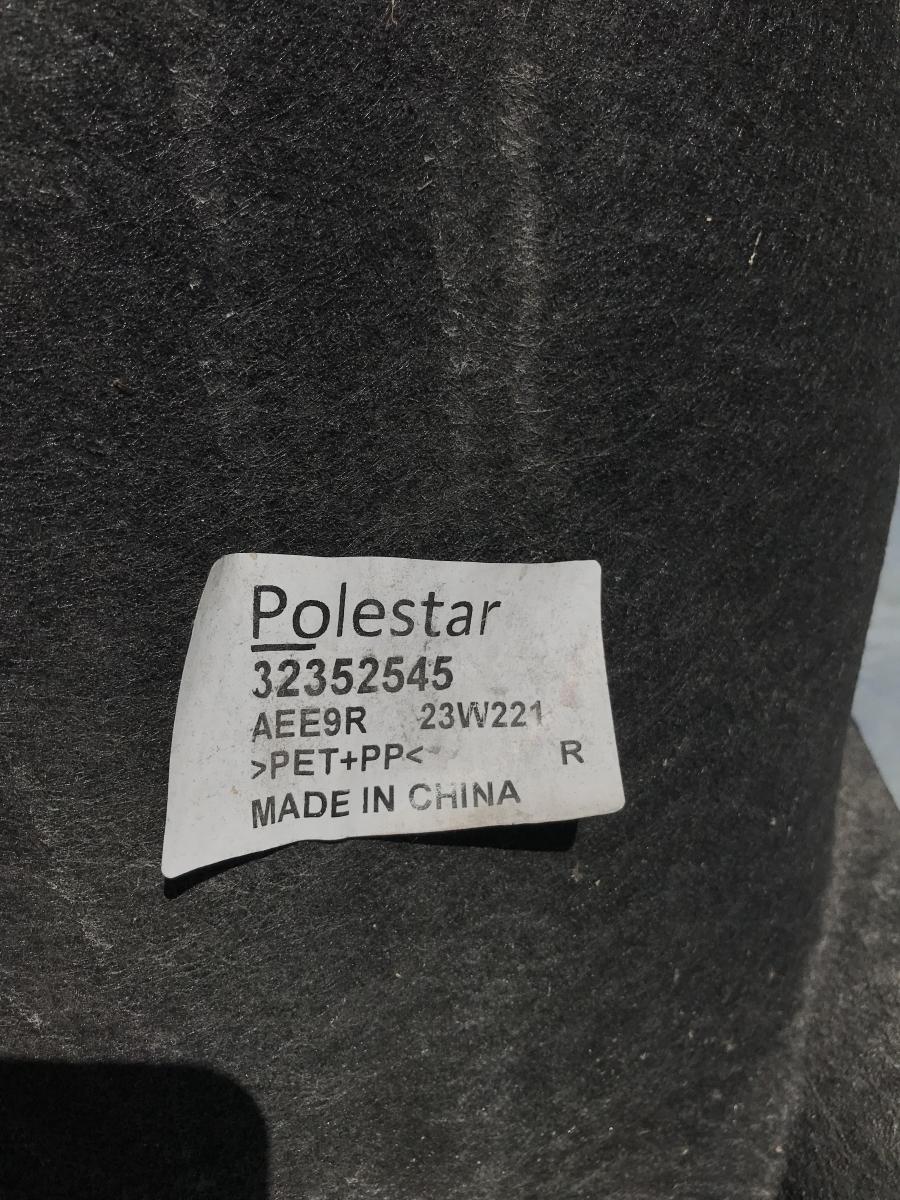 Polestar
32352545
AEE9R 23W221
>PET+PP< R
MADE IN CHINA